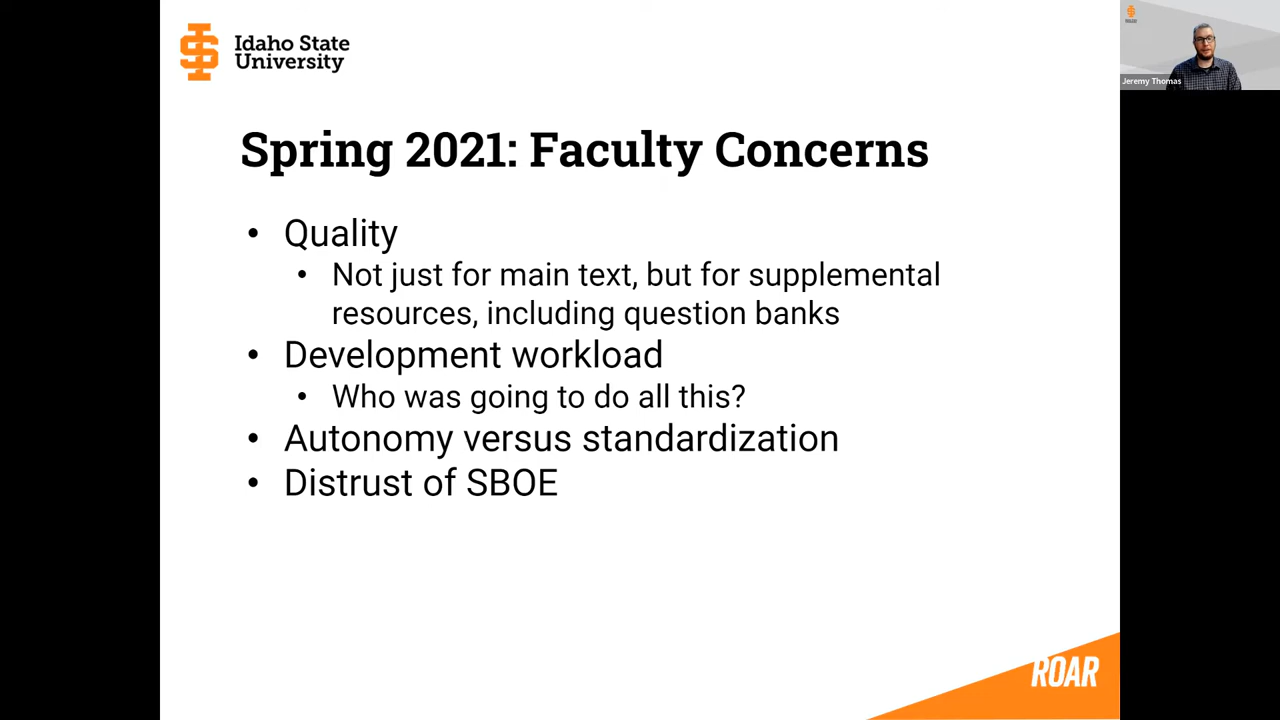 Idaho State
University
Jeremy Thomas
Spring 2021: Faculty Concerns
• Quality
• Not just for main text, but for supplemental
resources, including question banks
• Development workload
• Who was going to do all this?
• Autonomy versus standardization
• Distrust of SBOE
ROAR